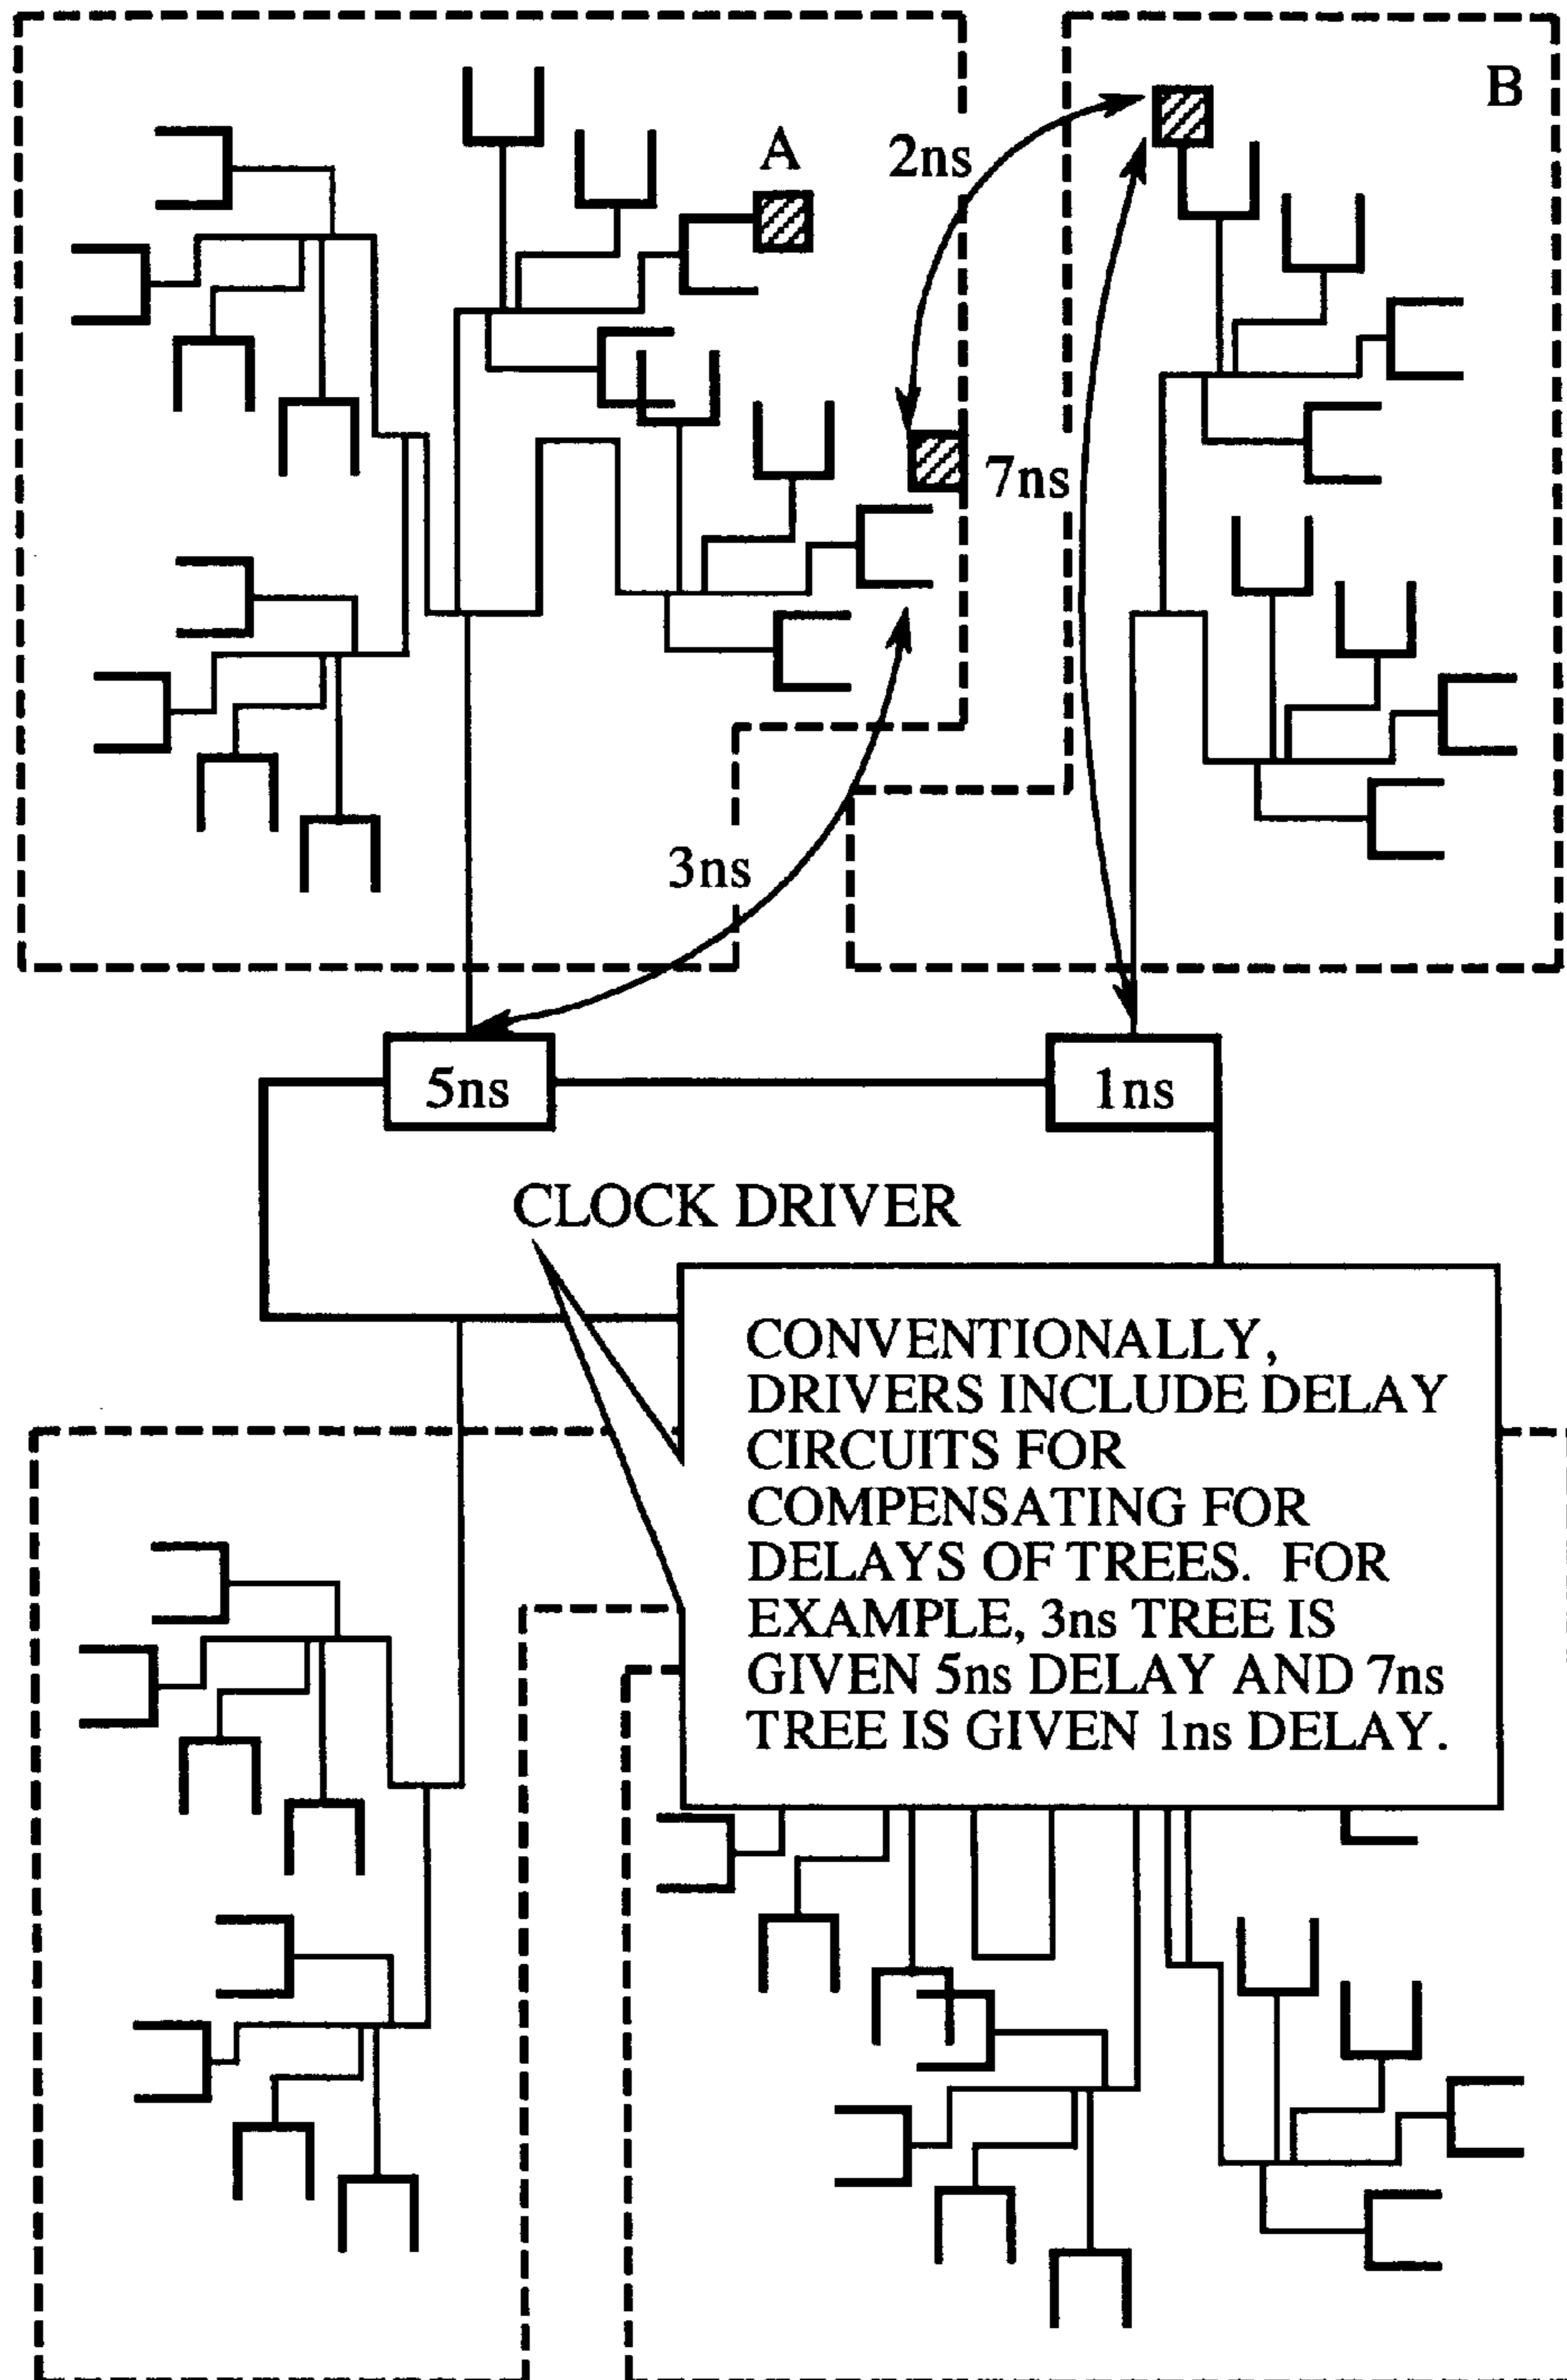 B
2ns
A
7ns
3ns
5ns
1ns
CLOCK DRIVER
CONVENTIONALLY,
DRIVERS INCLUDE DELAY
CIRCUITS FOR
COMPENSATING FOR
DELAYS OF TREES. FOR
EXAMPLE, 3ns TREE IS
GIVEN 5ns DELAY AND 7ns
TREE IS GIVEN 1ns DELAY.